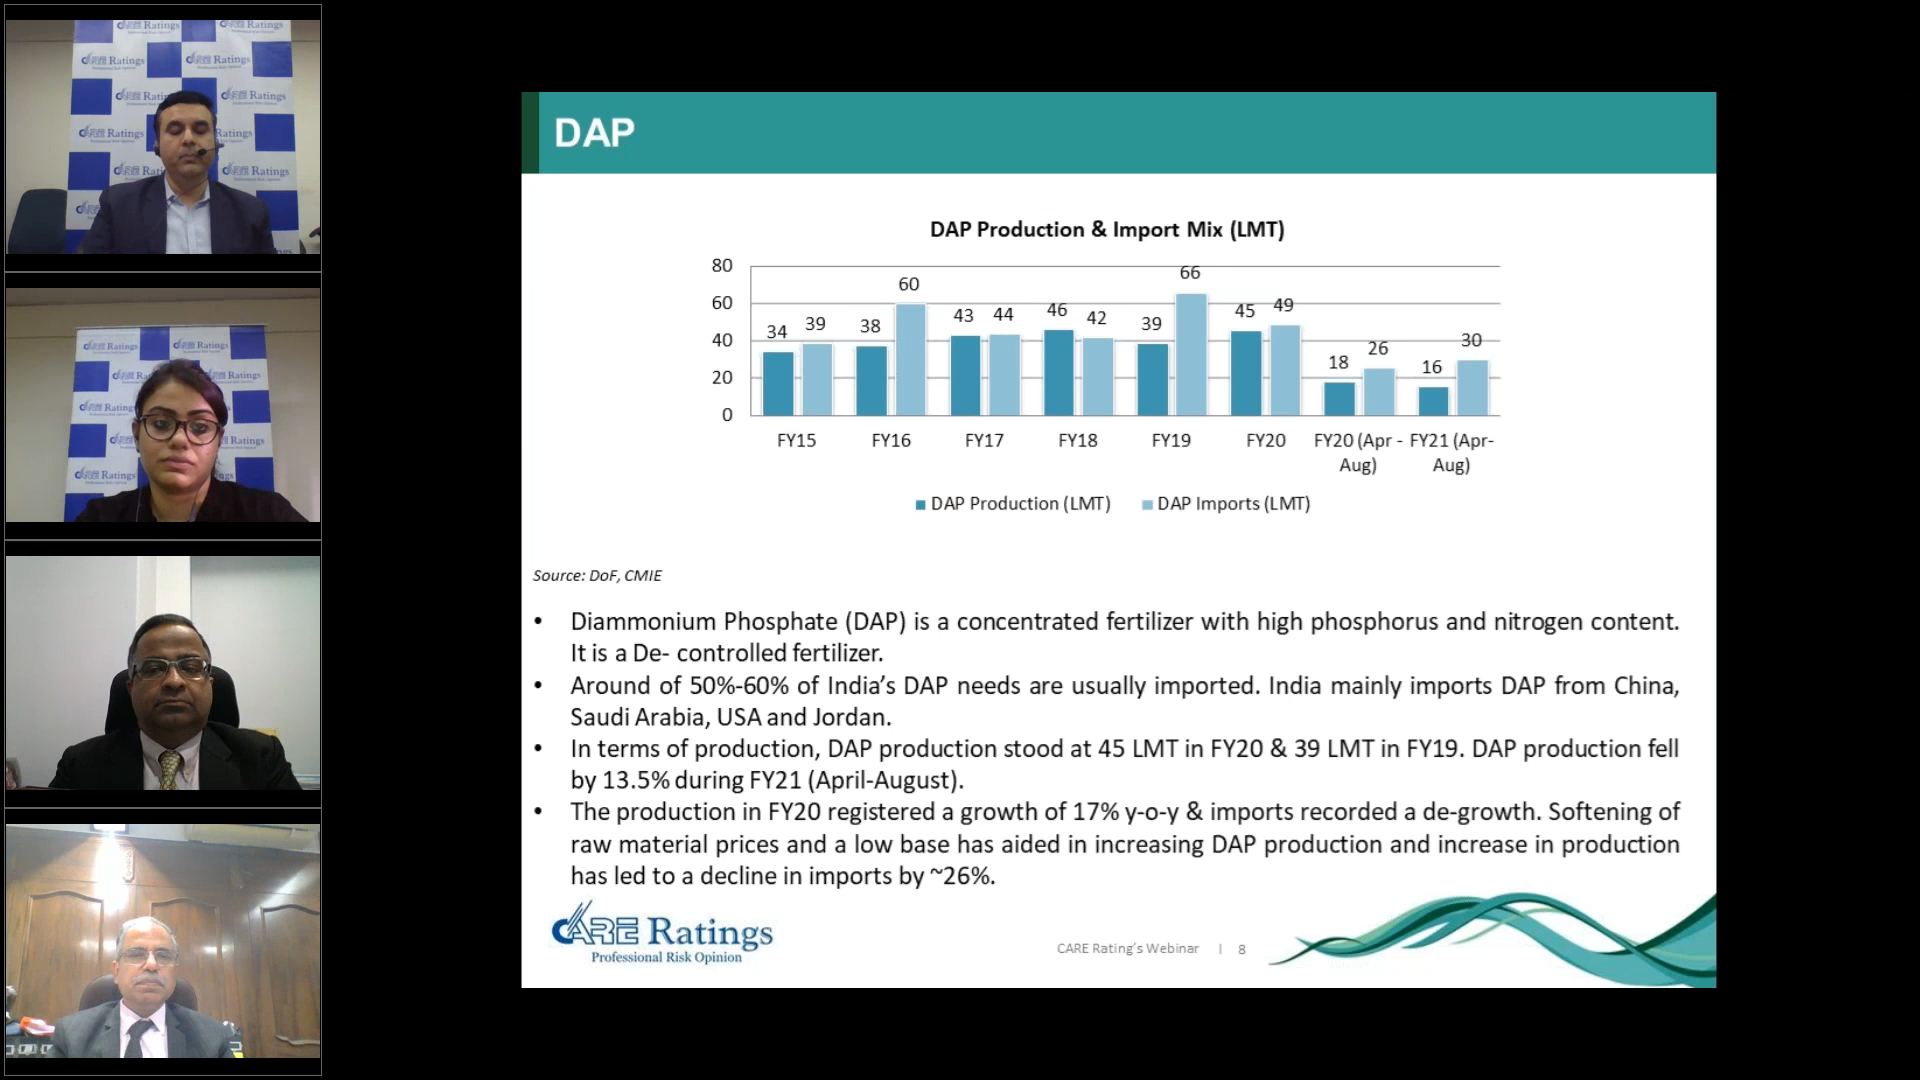 DAP
DAP Production & Import Mix (LMT)
80
60
40
20
0
34 39 38 60 43 44 46 42 39 66 45 49 18 26 16 30
FY15 FY16 FY17 FY18 FY19 FY20 FY20 (Apr - FY21 (Apr-
Aug) Aug)
DAP Production (LMT) DAP Imports (LMT)
Source: DoF, CMIE
• Diammonium Phosphate (DAP) is a concentrated fertilizer with high phosphorus and nitrogen content.
It is a De- controlled fertilizer.
• Around of 50%-60% of India’s DAP needs are usually imported. India mainly imports DAP from China,
Saudi Arabia, USA and Jordan.
• In terms of production, DAP production stood at 45 LMT in FY20 & 39 LMT in FY19. DAP production fell
by 13.5% during FY21 (April-August).
• The production in FY20 registered a growth of 17% y-o-y & imports recorded a de-growth. Softening of
raw material prices and a low base has aided in increasing DAP production and increase in production
has led to a decline in imports by ~26%.
CARE Ratings
Professional Risk Opinion
CARE Rating’s Webinar | 8